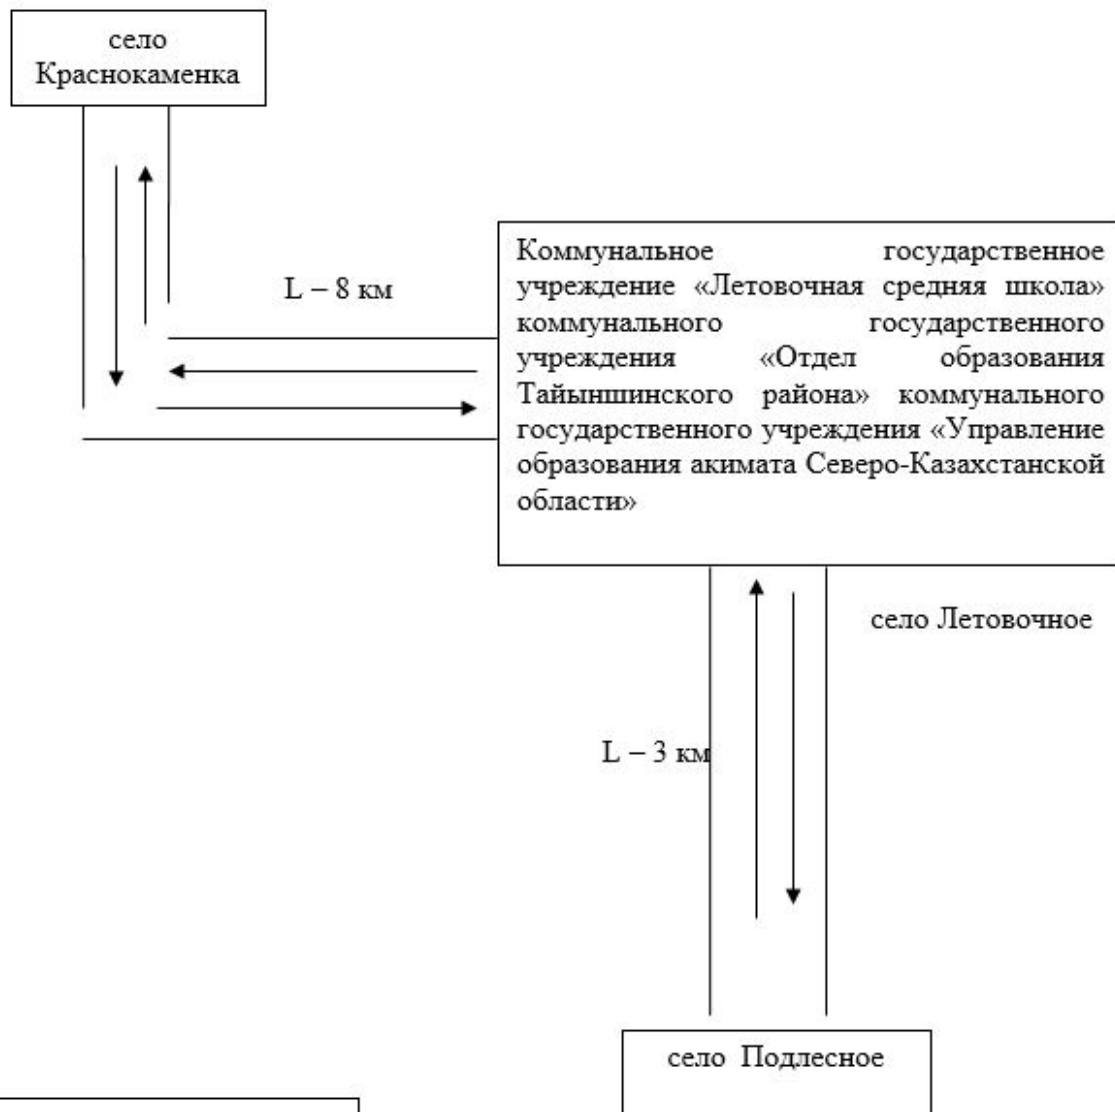 село
Краснокаменка
L – 8 км
Коммунальное государственное
учреждение «Летовочная средняя школа»
коммунального государственного
учреждения «Отдел образования
Тайыншинского района» коммунального
государственного учреждения «Управление
образования акимата Северо-Казахстанской
области»
село Летовочное
L – 3 км
село Подлесное